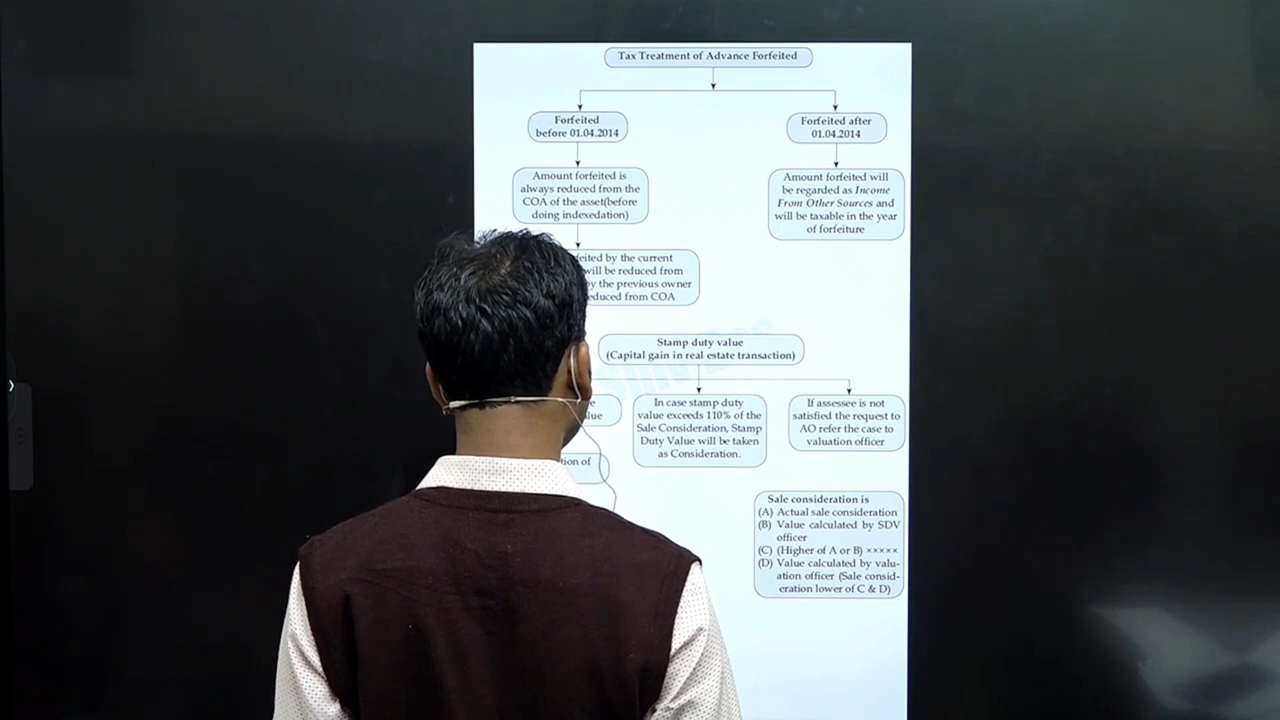 Tax Treatment of Advance Forfeited
Forfeited
before 01.04.2014
Forfeited after
01.04.2014
Amount forfeited is
always reduced from the
COA of the asset(before
doing indexedation)
Amount forfeited will
be regarded as Income
From Other Sources and
will be taxable in the year
of forfeiture
by the current
will be reduced from
by the previous owner
from COA
Stamp duty value
(Capital gain in real estate transaction)
In case stamp duty
value exceeds 110% of the
Sale Consideration, Stamp
Duty Value will be taken
as Consideration.
If assessee is not
satisfied the request to
AO refer the case to
valuation officer
of
Sale consideration is
(A) Actual sale consideration
(B) Value calculated by SDV
officer
(C) (Higher of A or B) ×××××
(D) Value calculated by valu-
ation officer (Sale consid-
eration lower of C & D)